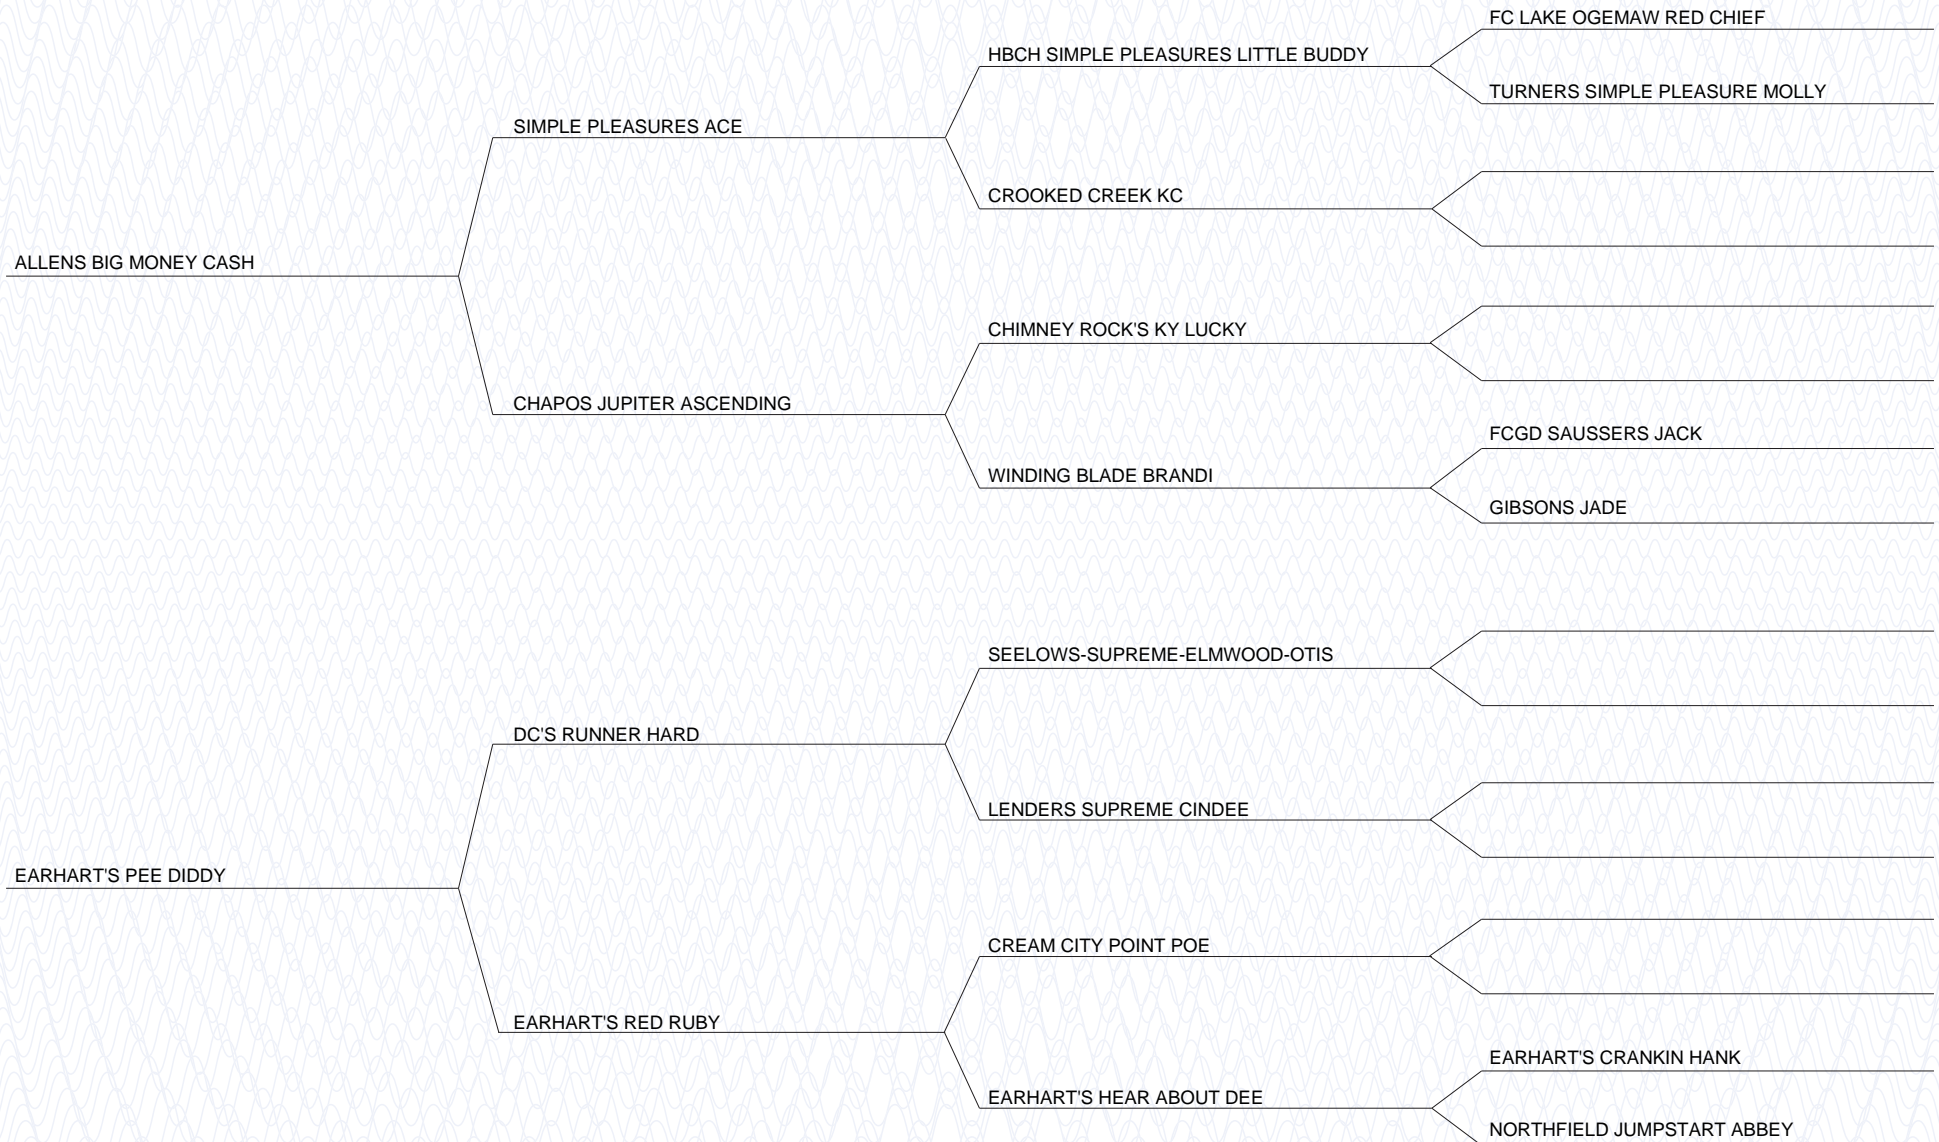 FC LAKE OGEMAW RED CHIEF
HBCH SIMPLE PLEASURES LITTLE BUDDY
TURNERS SIMPLE PLEASURE MOLLY
SIMPLE PLEASURES ACE
CROOKED CREEK KC
ALLENS BIG MONEY CASH
CHIMNEY ROCK'S KY LUCKY
CHAPOS JUPITER ASCENDING
FCGD SAUSSERS JACK
WINDING BLADE BRANDI
GIBSONS JADE
SEELOWS-SUPREME-ELMWOOD-OTIS
DC'S RUNNER HARD
LENDERS SUPREME CINDEE
EARHART'S PEE DIDDY
CREAM CITY POINT POE
EARHART'S RED RUBY
EARHART'S CRANKIN HANK
EARHART'S HEAR ABOUT DEE
NORTHFIELD JUMPSTART ABBEY